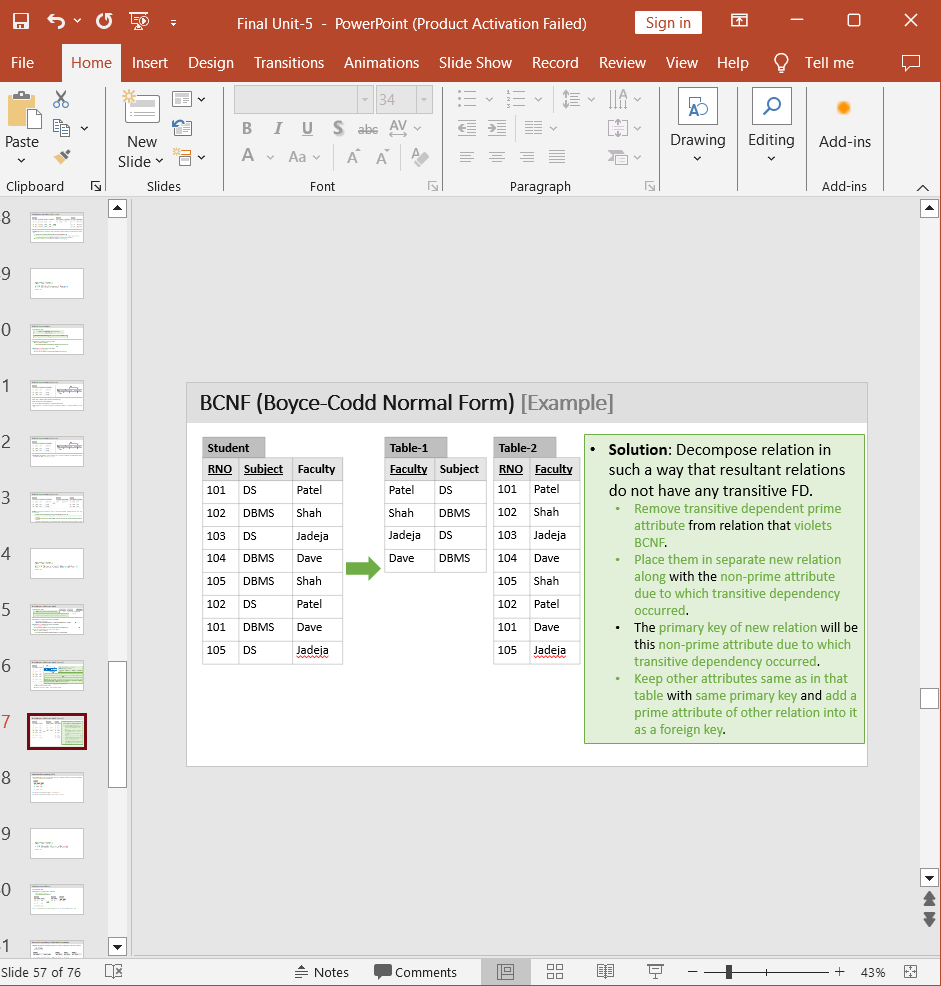 Final Unit-5 - PowerPoint (Product Activation Failed)
Sign in
File Home Insert Design Transitions Animations Slide Show Record Review View Help Tell me
34
B I U S abc AV
A Aa A A
Paste
New
Slide
Drawing
Editing
Add-ins
Clipboard
Slides
Font
Paragraph
Add-ins
8
9
0
1
2
3
4
5
6
7
8
9
0
1
BCNF (Boyce-Codd Normal Form) [Example]
Student
RNO Subject Faculty
101 DS Patel
102 DBMS Shah
103 DS Jadeja
104 DBMS Dave
105 DBMS Shah
102 DS Patel
101 DBMS Dave
105 DS Jadeja
Table-1
Faculty Subject
Patel DS
Shah DBMS
Jadeja DS
Dave DBMS
Table-2
RNO Faculty
101 Patel
102 Shah
103 Jadeja
104 Dave
105 Shah
102 Patel
101 Dave
105 Jadeja
• Solution: Decompose relation in
such a way that resultant relations
do not have any transitive FD.
• Remove transitive dependent prime
attribute from relation that violets
BCNF.
• Place them in separate new relation
along with the non-prime attribute
due to which transitive dependency
occurred.
• The primary key of new relation will be
this non-prime attribute due to which
transitive dependency occurred.
• Keep other attributes same as in that
table with same primary key and add a
prime attribute of other relation into it
as a foreign key.
Slide 57 of 76
Notes
Comments
43%